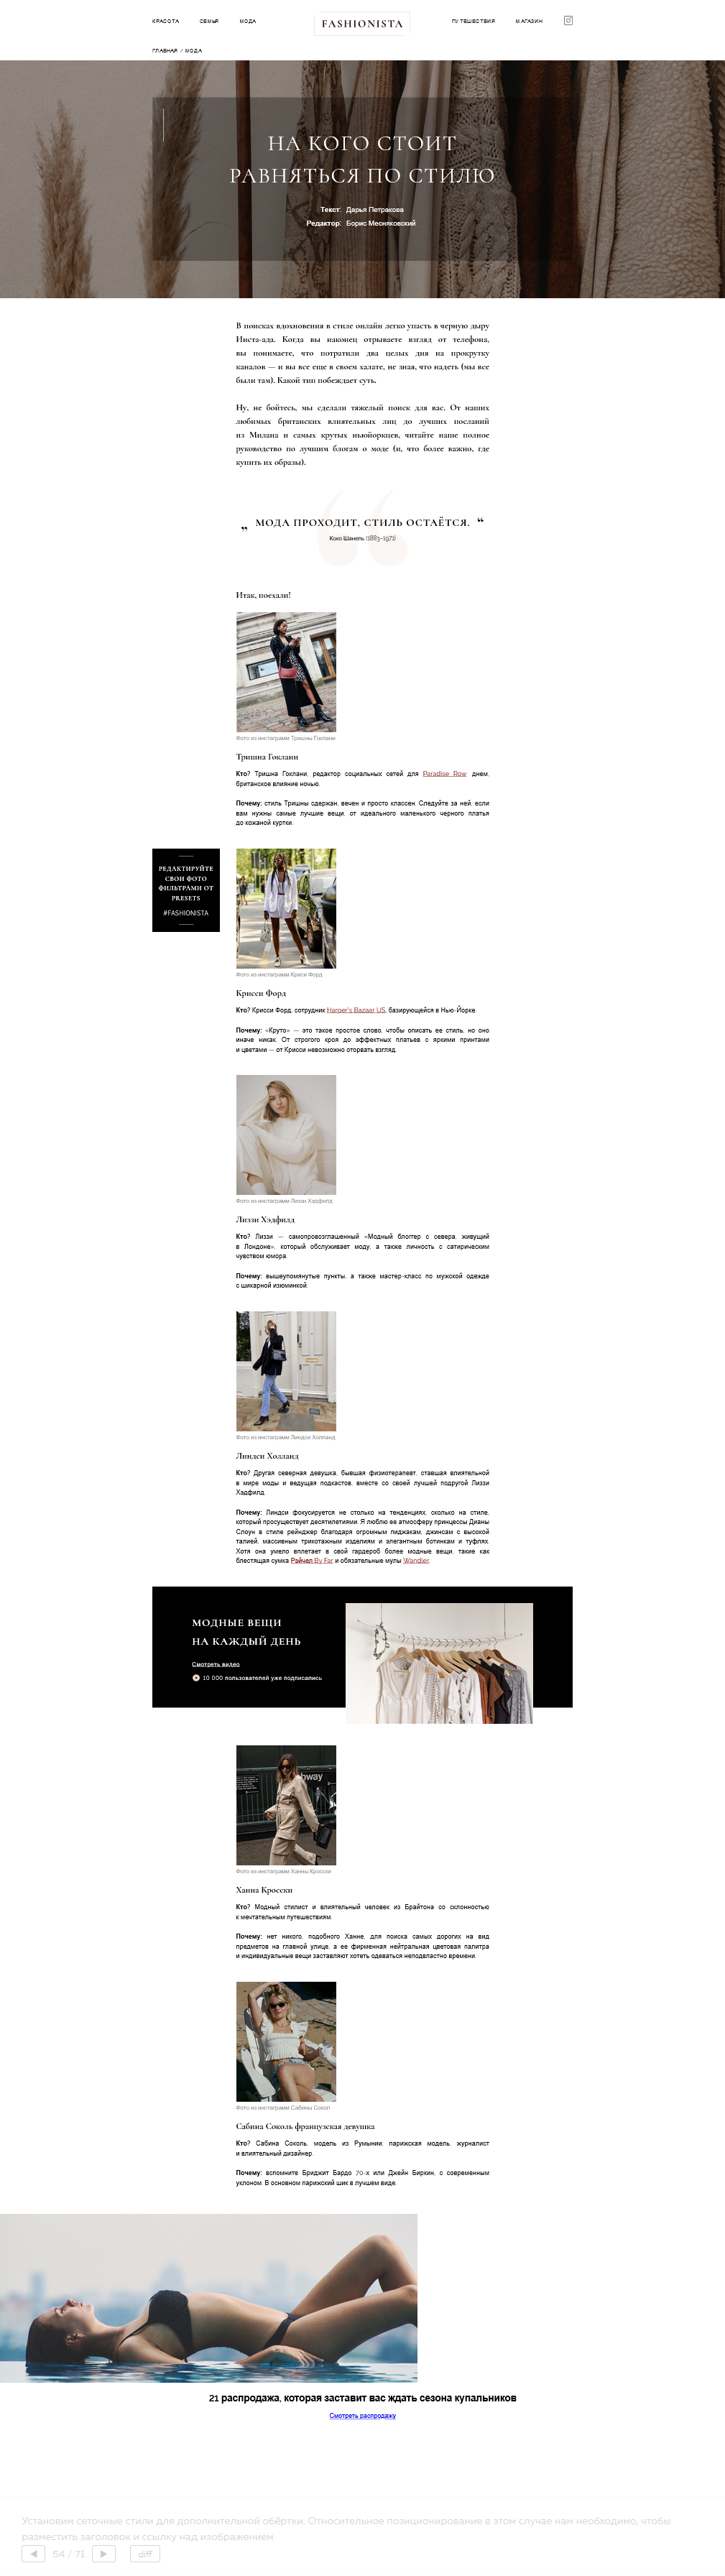 КРАСОТА СЕМЬЯ МОДА FASHIONISTA ПУТЕШЕСТВИЯ МАГАЗИН
ГЛАВНАЯ / МОДА
НА КОГО СТОИТ
РАВНЯТЬСЯ ПО СТИЛЮ
Текст: Дарья Петракова
Редактор: Борис Месняковский
В поисках вдохновения в стиле онлайн легко упасть в черную дыру
Инста-ада. Когда вы наконец отрываете взгляд от телефона,
вы понимаете, что потратили два целых дня на прокрутку
каналов — и вы все еще в своем халате, не зная, что надеть (мы все
были там). Какой тип побеждает суть.
Ну, не бойтесь, мы сделали тяжелый поиск для вас. От наших
любимых британских влиятельных лиц до лучших посланий
из Милана и самых крутых ньюйоркцев, читайте наше полное
руководство по лучшим блогам о моде (и, что более важно, где
купить их образы).
„ МОДА ПРОХОДИТ, СТИЛЬ ОСТАЁТСЯ. “
Коко Шанель (1883–1971)
Итак, поехали!
Фото из инстаграмм Тришны Гоклани
Тришна Гоклани
Кто? Тришна Гоклани, редактор социальных сетей для Paradise Row днем,
британское влияние ночью.
Почему: стиль Тришны сдержан, вечен и просто классен. Следуйте за ней, если
вам нужны самые лучшие вещи, от идеального маленького черного платья
до кожаной куртки.
РЕДАКТИРУЙТЕ
СВОИ ФОТО
ФИЛЬТРАМИ ОТ
PRESETS
#FASHIONISTA
Фото из инстаграмм Крисси Форд
Крисси Форд
Кто? Крисси Форд, сотрудник Harper's Bazaar US, базирующейся в Нью-Йорке.
Почему: «Круто» — это такое простое слово, чтобы описать ее стиль, но оно
иначе никак. От строгого кроя до эффектных платьев с яркими принтами
и цветами — от Крисси невозможно оторвать взгляд.
Фото из инстаграмм Лиззи Хэдфилд
Лиззи Хэдфилд
Кто? Лиззи — самопровозглашенный «Модный блоггер с севера, живущий
в Лондоне», который обслуживает моду, а также личность с сатирическим
чувством юмора.
Почему: вышеупомянутые пункты, а также мастер-класс по мужской одежде
с шикарной изюминкой.
Фото из инстаграмм Линдси Холланд
Линдси Холланд
Кто? Другая северная девушка, бывшая физиотерапевт, ставшая влиятельной
в мире моды и ведущая подкастов, вместе со своей лучшей подругой Лиззи
Хадфилд.
Почему: Линдси фокусируется не столько на тенденциях, сколько на стиле,
который просуществует десятилетиями. Я люблю ее атмосферу принцессы Дианы
Слоун в стиле рейнджер благодаря огромным пиджакам, джинсам с высокой
талией, массивным трикотажным изделиям и элегантным ботинкам и туфлях.
Хотя она умело вплетает в свой гардероб более модные вещи, такие как
блестящая сумка Рэйчел By Far и обязательные мулы Wandler.
МОДНЫЕ ВЕЩИ
НА КАЖДЫЙ ДЕНЬ
Смотреть видео
10 000 пользователей уже подписались
Фото из инстаграмм Ханны Кросски
Ханна Кросски
Кто? Модный стилист и влиятельный человек из Брайтона со склонностью
к мечтательным путешествиям.
Почему: нет никого, подобного Ханне, для поиска самых дорогих на вид
предметов на главной улице, а ее фирменная нейтральная цветовая палитра
и индивидуальные вещи заставляют хотеть одеваться неподвластно времени.
Фото из инстаграмм Сабины Сокол
Сабина Соколь французская девушка
Кто? Сабина Соколь, модель из Румынии, парижская модель, журналист
и влиятельный дизайнер.
Почему: вспомните Бриджит Бардо 70-х или Джейн Биркин, с современным
уклоном. В основном парижский шик в лучшем виде.
21 распродажа, которая заставит вас ждать сезона купальников
Смотреть распродажу
Установим сеточные стили для дополнительной обёртки. Относительное позиционирование в этом случае нам необходимо, чтобы
разместить заголовок и ссылку над изображением.
54 / 71 diff